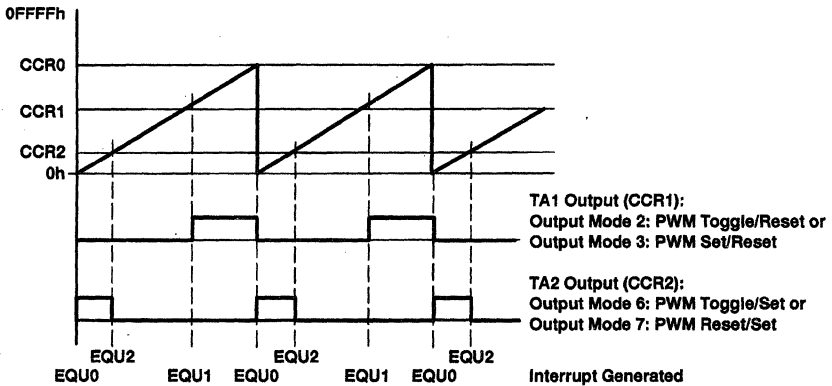 0FFFFh
CCR0
CCR1
CCR2
0h
TA1 Output (CCR1):
Output Mode 2: PWM Toggle/Reset or
Output Mode 3: PWM Set/Reset
TA2 Output (CCR2):
Output Mode 6: PWM Toggle/Set or
Output Mode 7: PWM Reset/Set
EQU2 EQU2 EQU2
EQU0 EQU1 EQU0 EQU1 EQU0 Interrupt Generated